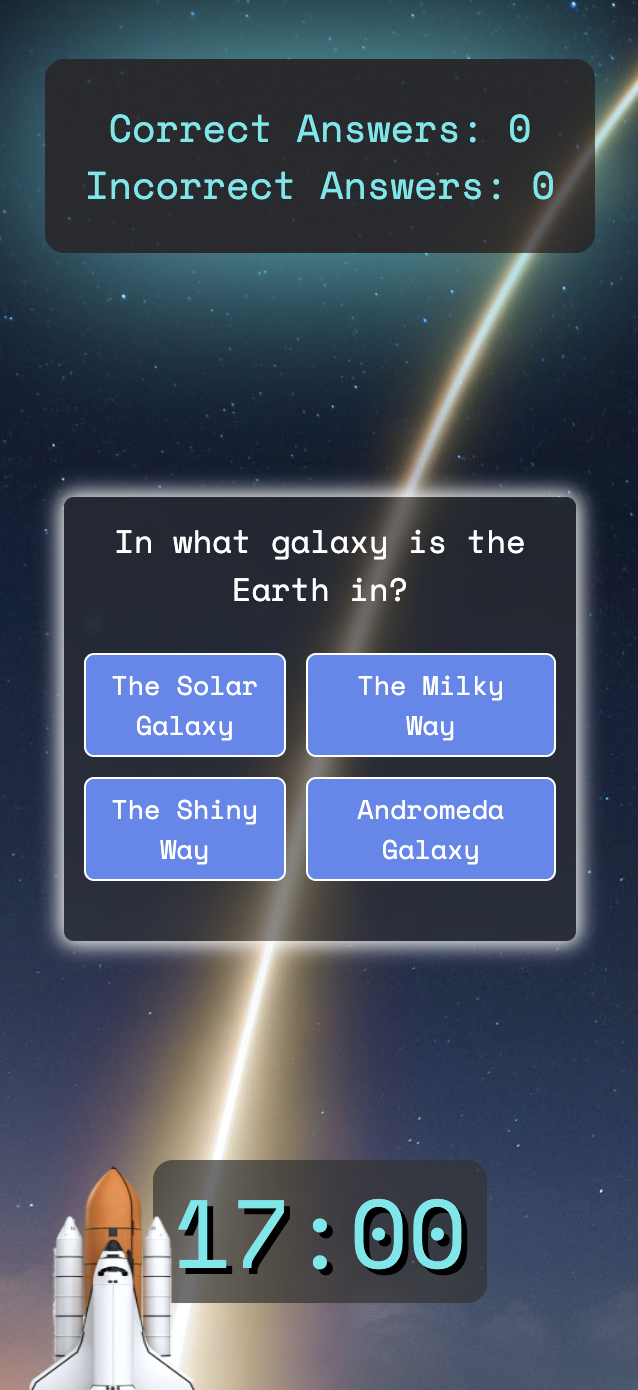 Correct Answers: 0
Incorrect Answers: 0
In what galaxy is the
Earth in?
The Solar
Galaxy
The Milky
Way
The Shiny
Way
Andromeda
Galaxy
17:00